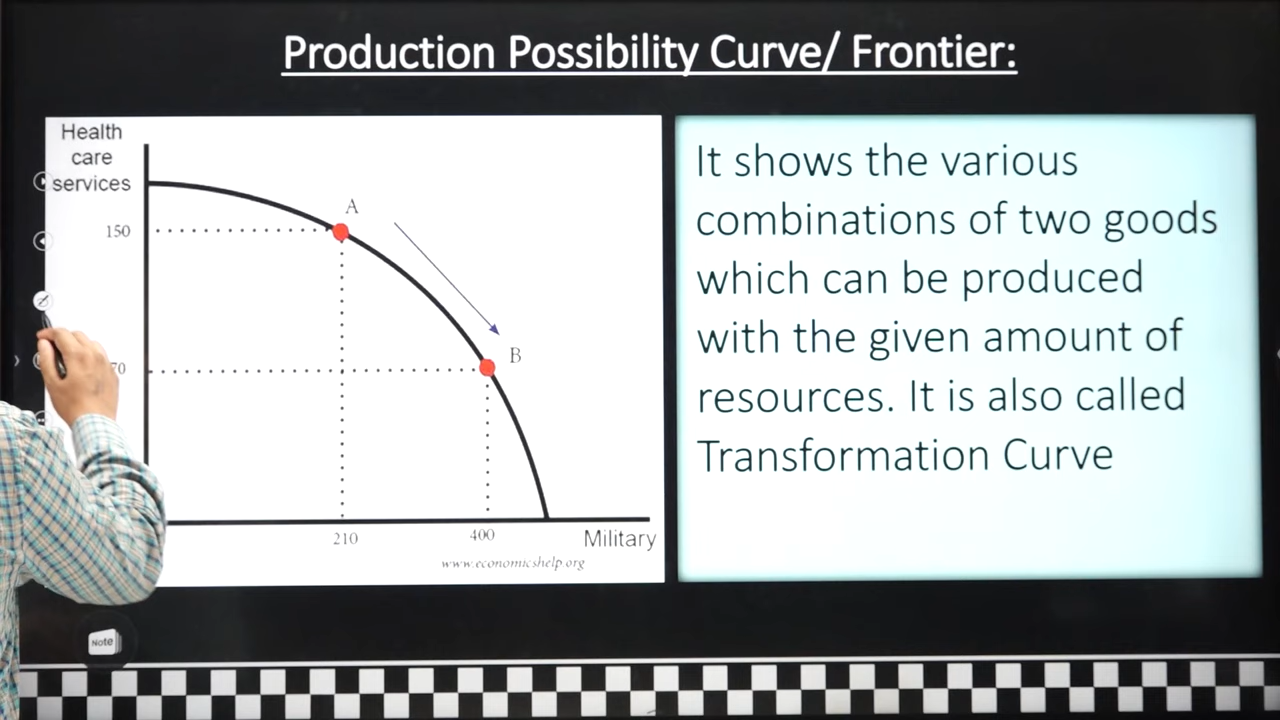 Production Possibility Curve/ Frontier:
Health
care
services
150
70
A
B
210
400
Military
www.economicshelp.org
It shows the various
combinations of two goods
which can be produced
with the given amount of
resources. It is also called
Transformation Curve
Note